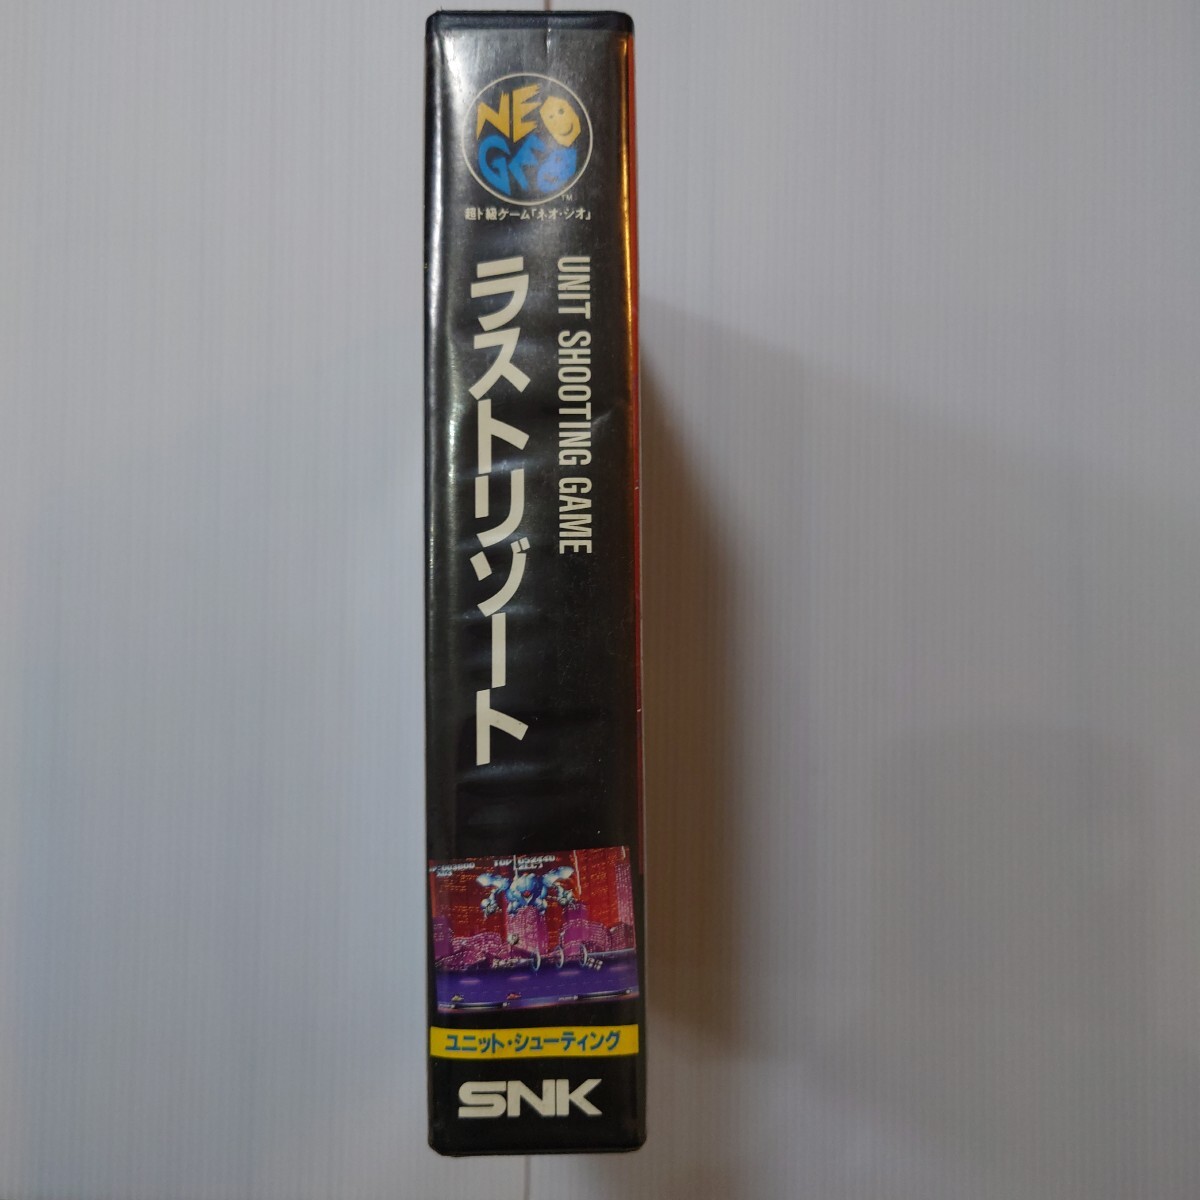 NEO
GEO
TM
超ド級ゲーム「ネオ・ジオ」
UNIT SHOOTING GAME
ラストリゾート
ユニット・シューティング
SNK